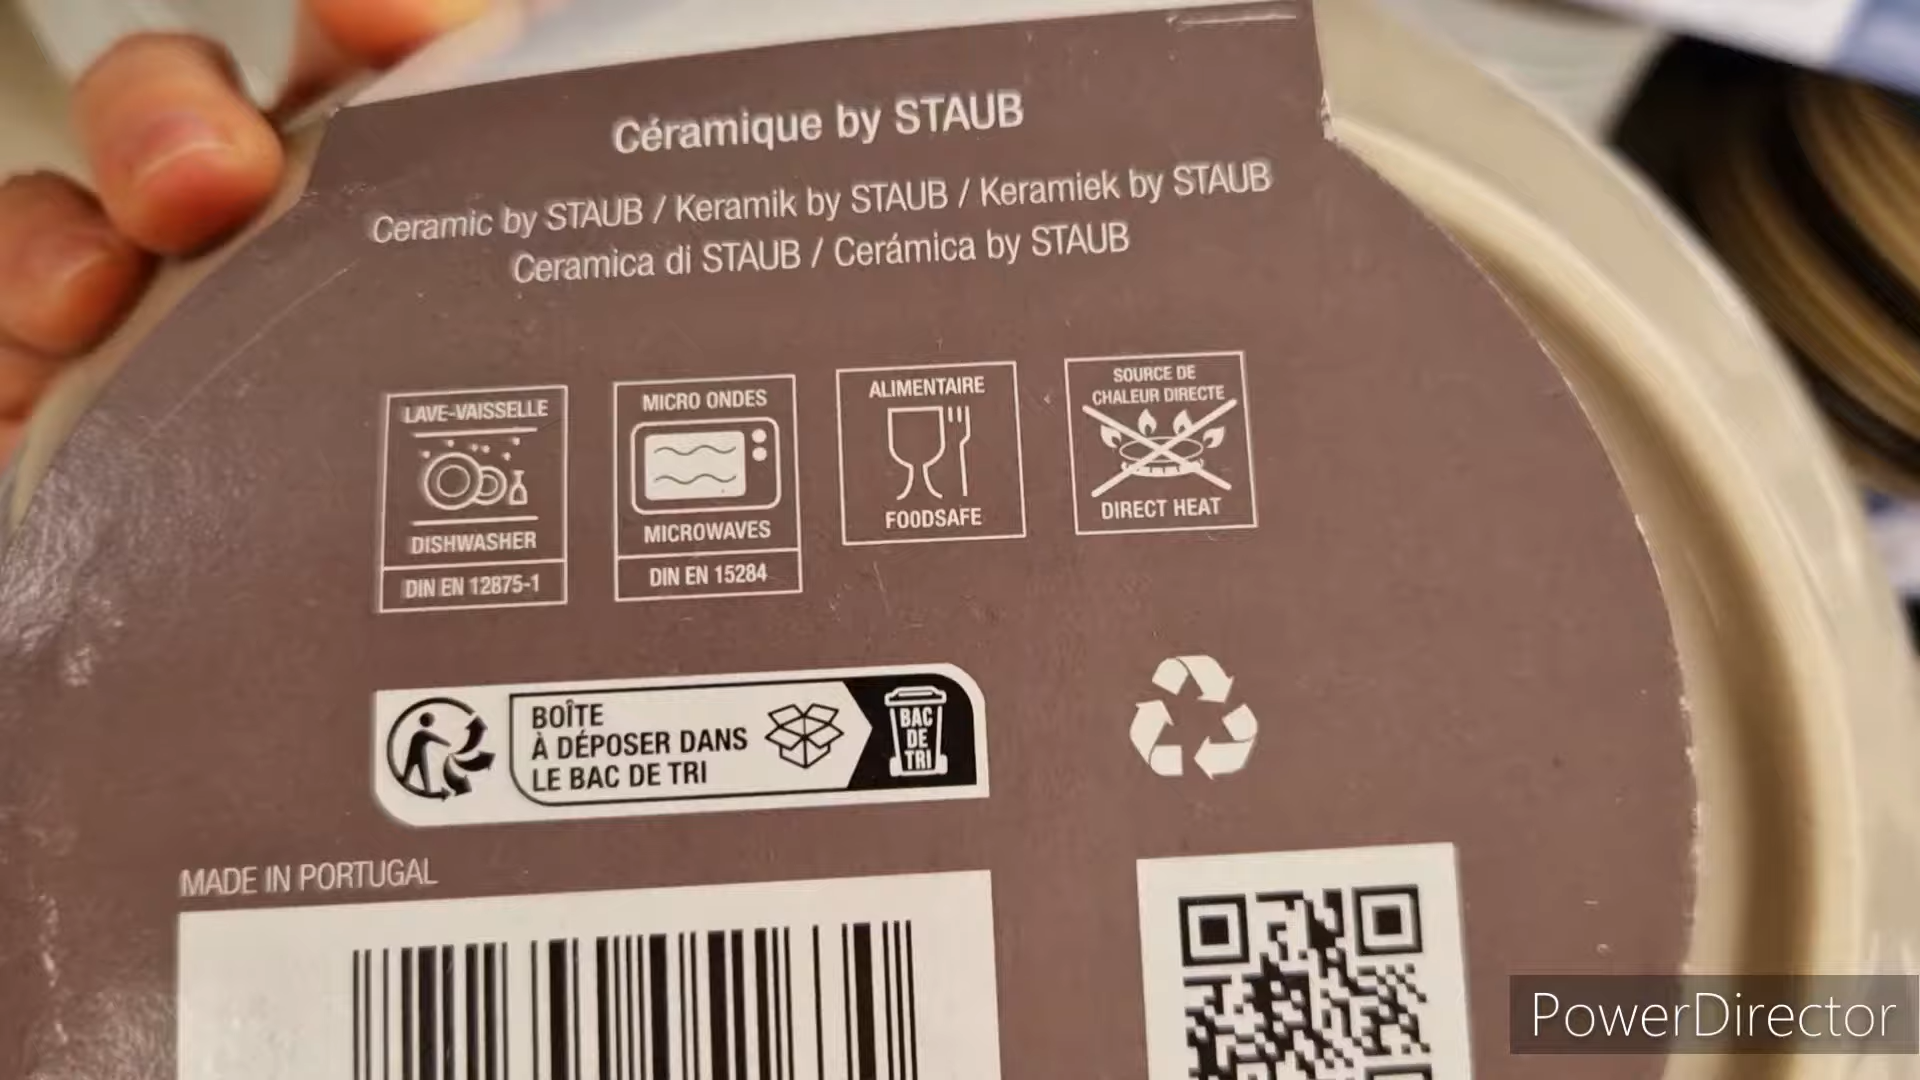 Céramique by STAUB
Ceramic by STAUB / Keramik by STAUB / Keramiek by STAUB
Ceramica di STAUB / Cerámica by STAUB
LAVE-VAISSELLE
DISHWASHER
DIN EN 12875-1
MICRO ONDES
MICROWAVES
DIN EN 15284
ALIMENTAIRE
FOODSAFE
SOURCE DE
CHALEUR DIRECTE
DIRECT HEAT
BOÎTE
À DÉPOSER DANS
LE BAC DE TRI
BAC
DE
TRI
MADE IN PORTUGAL
PowerDirector